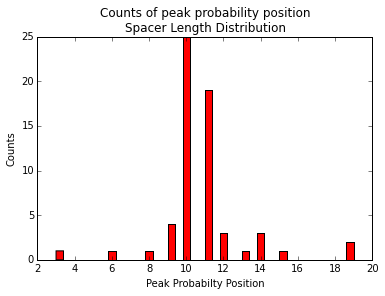 Counts of peak probability position
Spacer Length Distribution
25
20
15
10
5
0
Counts
2 4 6 8 10 12 14 16 18 20
Peak Probabilty Position